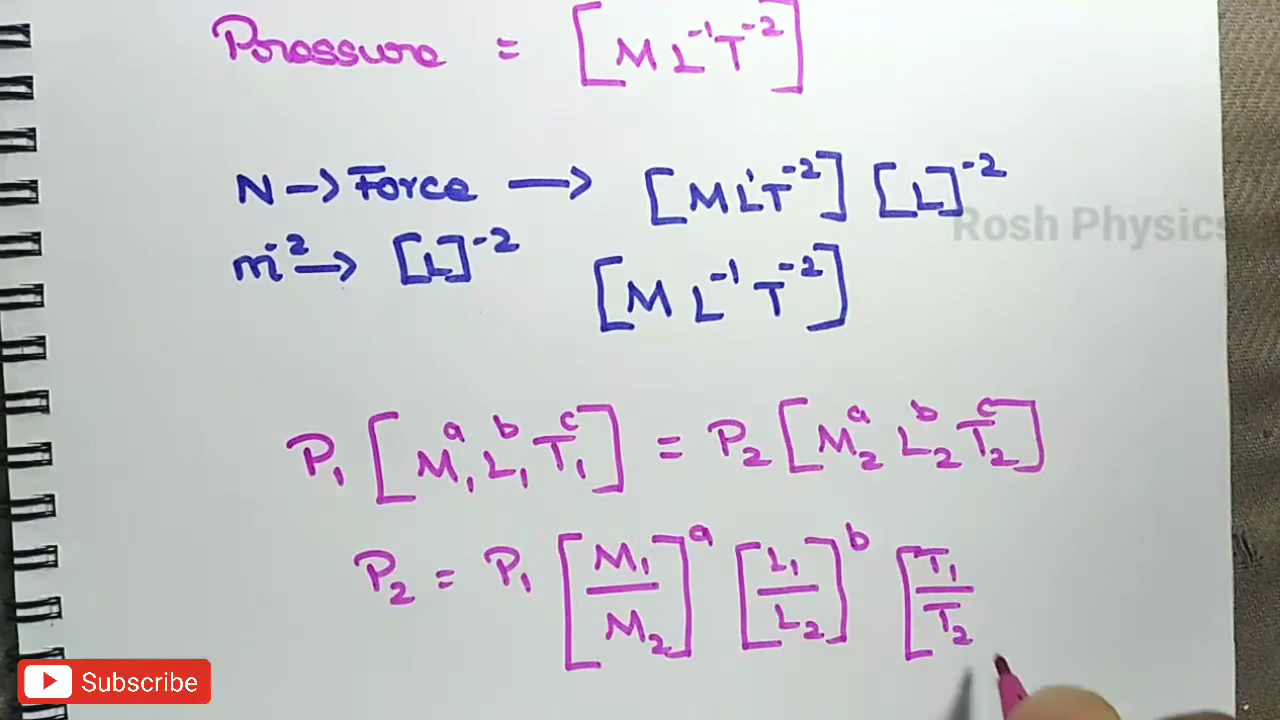 Pressure = [M L⁻¹ T⁻²]
N → Force → [M L¹ T⁻²] [L]⁻²
Rosh Physics
m⁻² → [L]⁻²
[M L⁻¹ T⁻²]
P₁ [M₁ᵃ L₁ᵇ T₁ᶜ] = P₂ [M₂ᵃ L₂ᵇ T₂ᶜ]
P₂ = P₁ [M₁/M₂]ᵃ [L₁/L₂]ᵇ [T₁/T₂
Subscribe